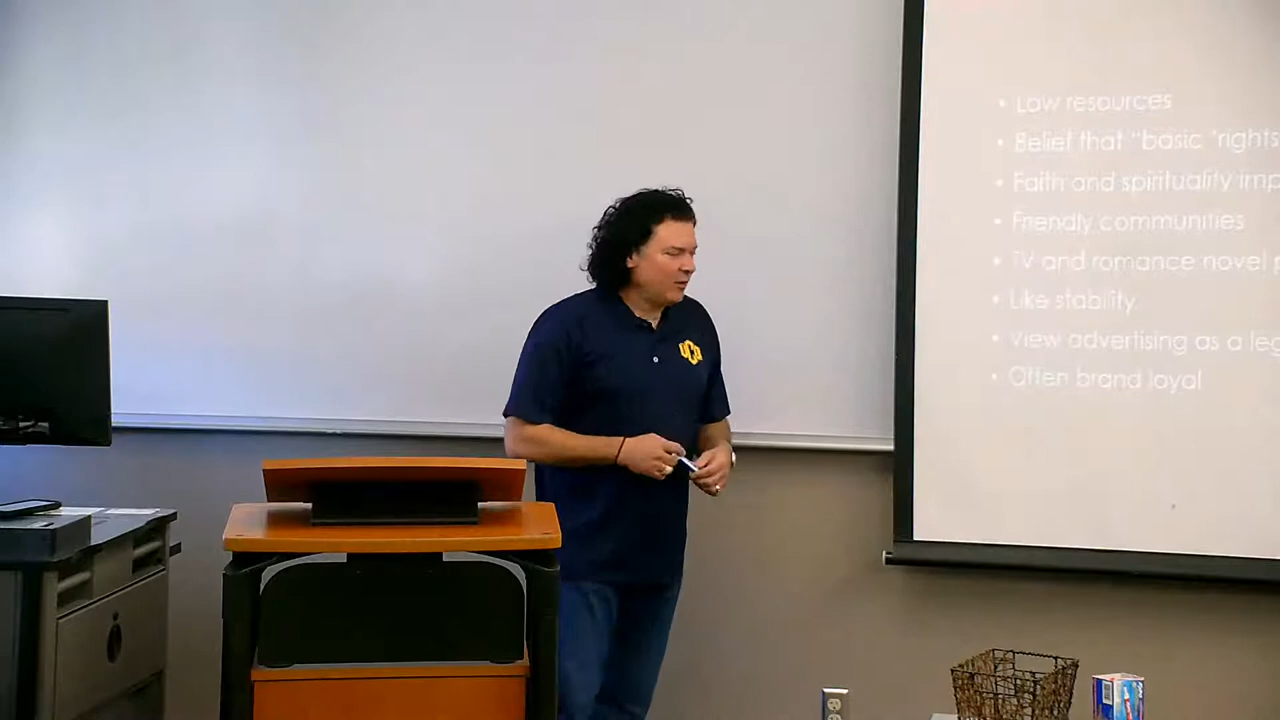 • Low resources
• Belief that "basic 'rights
• Faith and spirituality imp
• Friendly communities
• TV and romance novel p
• Like stability
• View advertising as a leg
• Often brand loyal
UCO